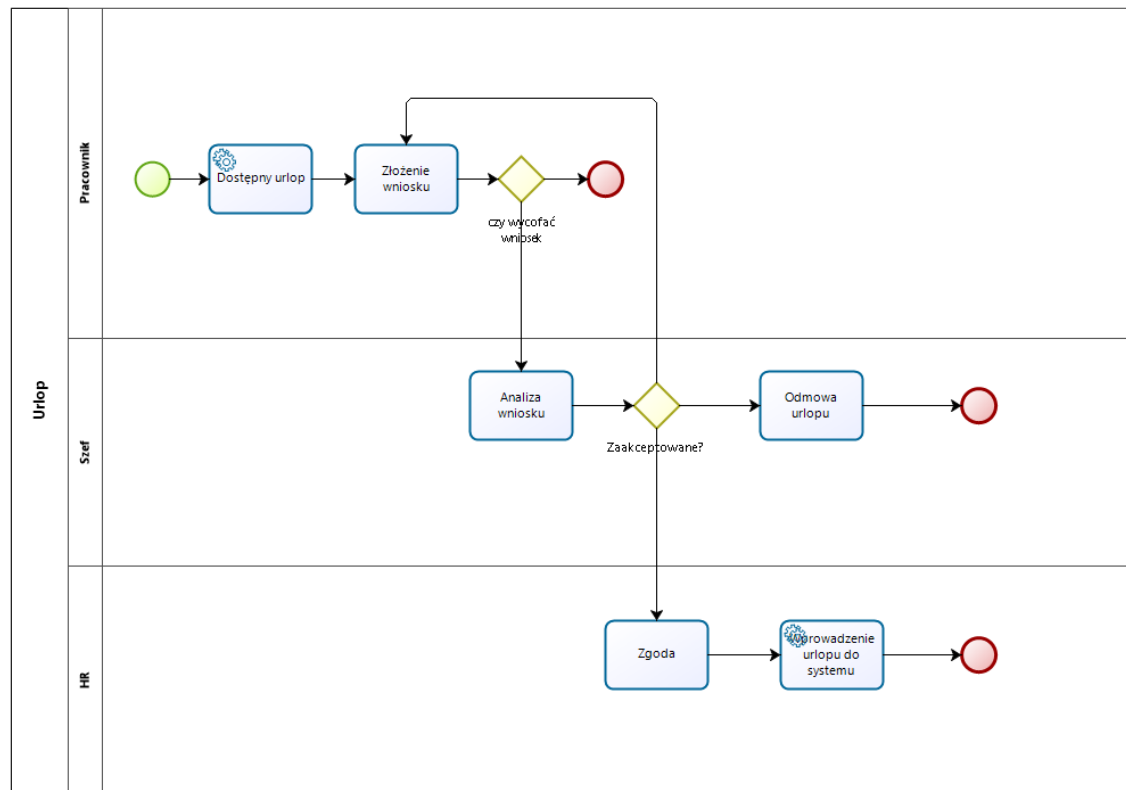 Urlop
Pracownik
Dostępny urlop
Złożenie
wniosku
czy wycofać
wniosek
Szef
Analiza
wniosku
Zaakceptowane?
Odmowa
urlopu
HR
Zgoda
Wprowadzenie
urlopu do
systemu